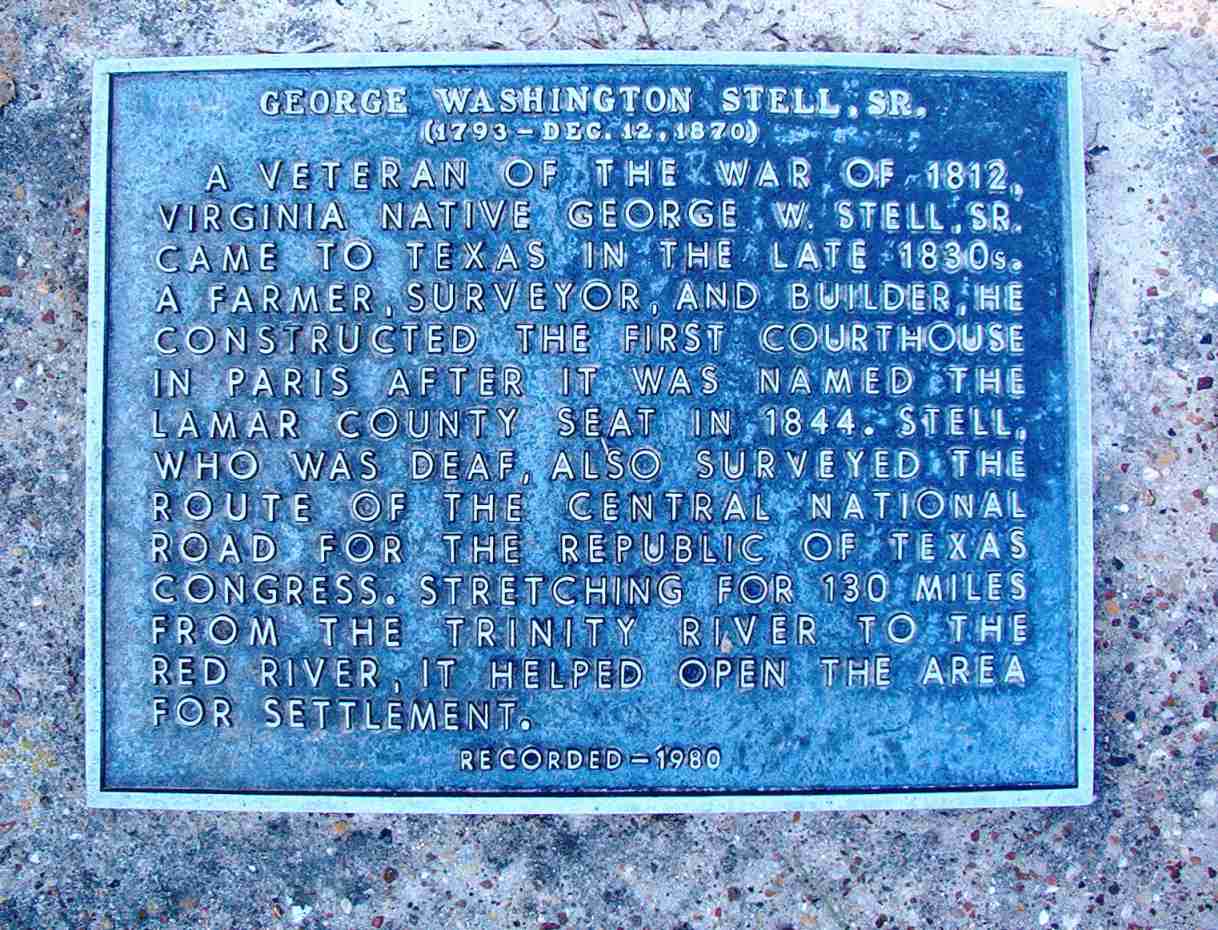 GEORGE WASHINGTON STELL, SR.
(1793 – DEC. 12, 1870)
A VETERAN OF THE WAR OF 1812,
VIRGINIA NATIVE GEORGE W. STELL, SR.
CAME TO TEXAS IN THE LATE 1830s.
A FARMER, SURVEYOR, AND BUILDER, HE
CONSTRUCTED THE FIRST COURTHOUSE
IN PARIS AFTER IT WAS NAMED THE
LAMAR COUNTY SEAT IN 1844. STELL,
WHO WAS DEAF, ALSO SURVEYED THE
ROUTE OF THE CENTRAL NATIONAL
ROAD FOR THE REPUBLIC OF TEXAS
CONGRESS. STRETCHING FOR 130 MILES
FROM THE TRINITY RIVER TO THE
RED RIVER, IT HELPED OPEN THE AREA
FOR SETTLEMENT.
RECORDED – 1980